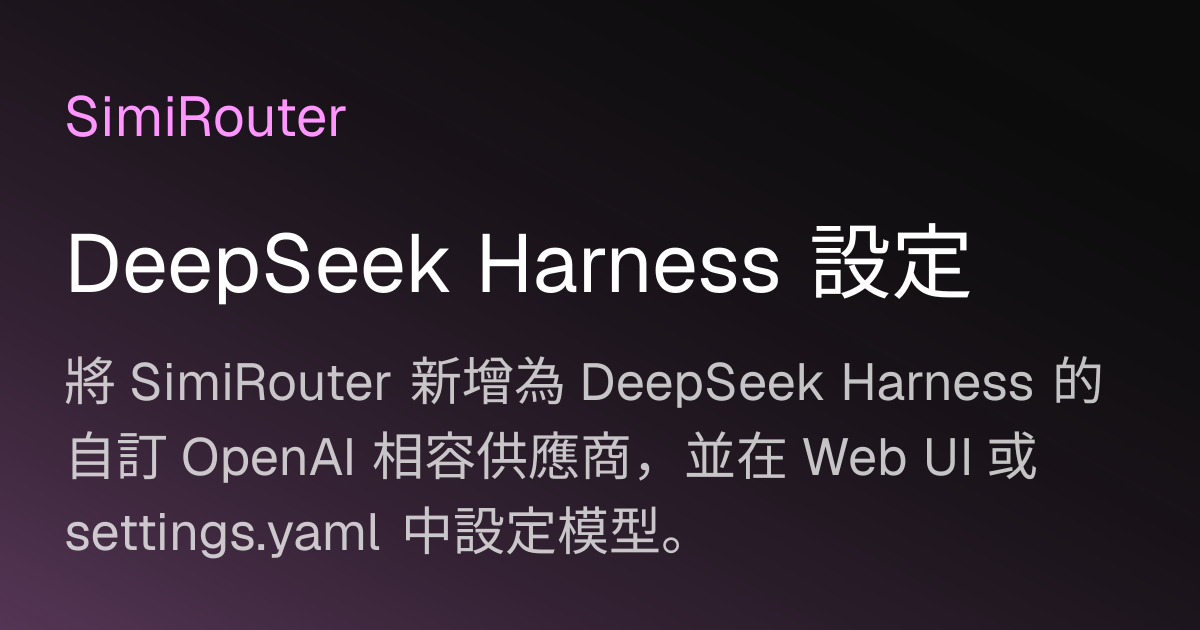 SimiRouter
DeepSeek Harness 設定
將 SimiRouter 新增為 DeepSeek Harness 的
自訂 OpenAI 相容供應商，並在 Web UI 或
settings.yaml 中設定模型。